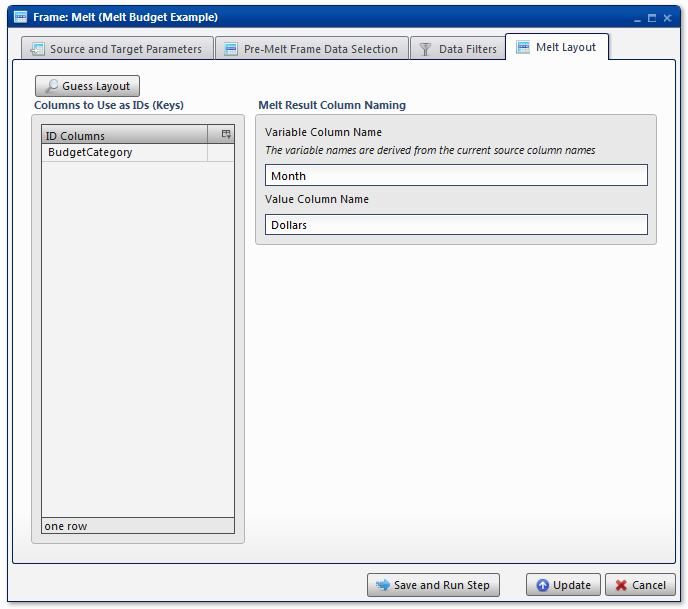 Frame: Melt (Melt Budget Example)
Source and Target Parameters
Pre-Melt Frame Data Selection
Data Filters
Melt Layout
Guess Layout
Columns to Use as IDs (Keys)
ID Columns
BudgetCategory
one row
Melt Result Column Naming
Variable Column Name
The variable names are derived from the current source column names
Month
Value Column Name
Dollars
Save and Run Step
Update
Cancel